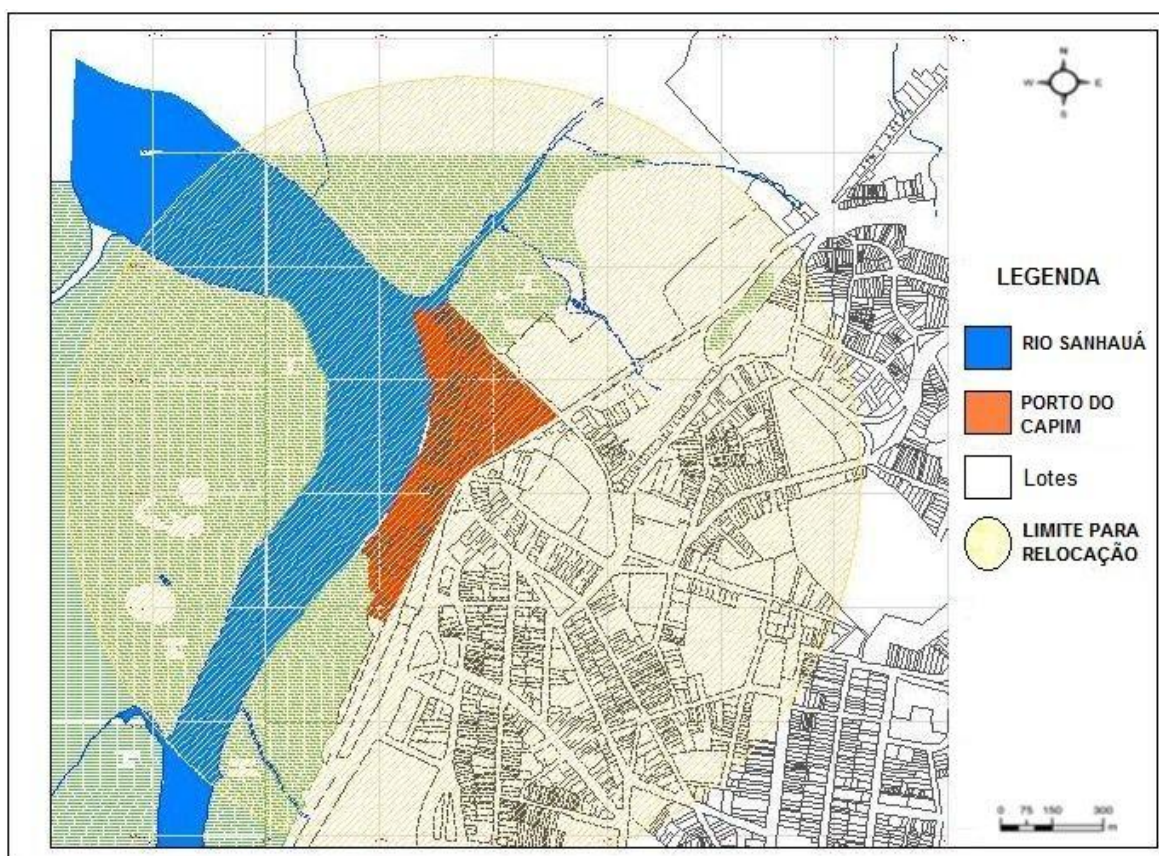 N
W E
S
LEGENDA
RIO SANHAUÁ
PORTO DO
CAPIM
Lotes
LIMITE PARA
RELOCAÇÃO
0 75 150 300
m